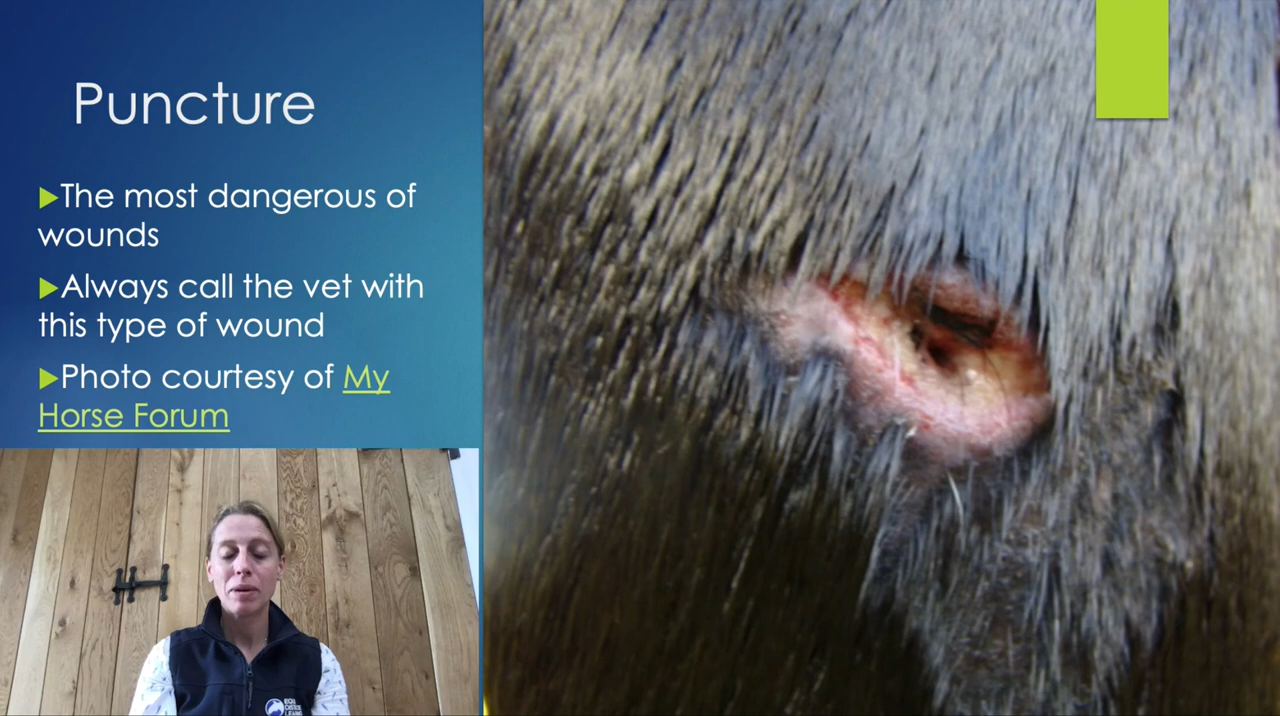 Puncture
The most dangerous of
wounds
Always call the vet with
this type of wound
Photo courtesy of My
Horse Forum